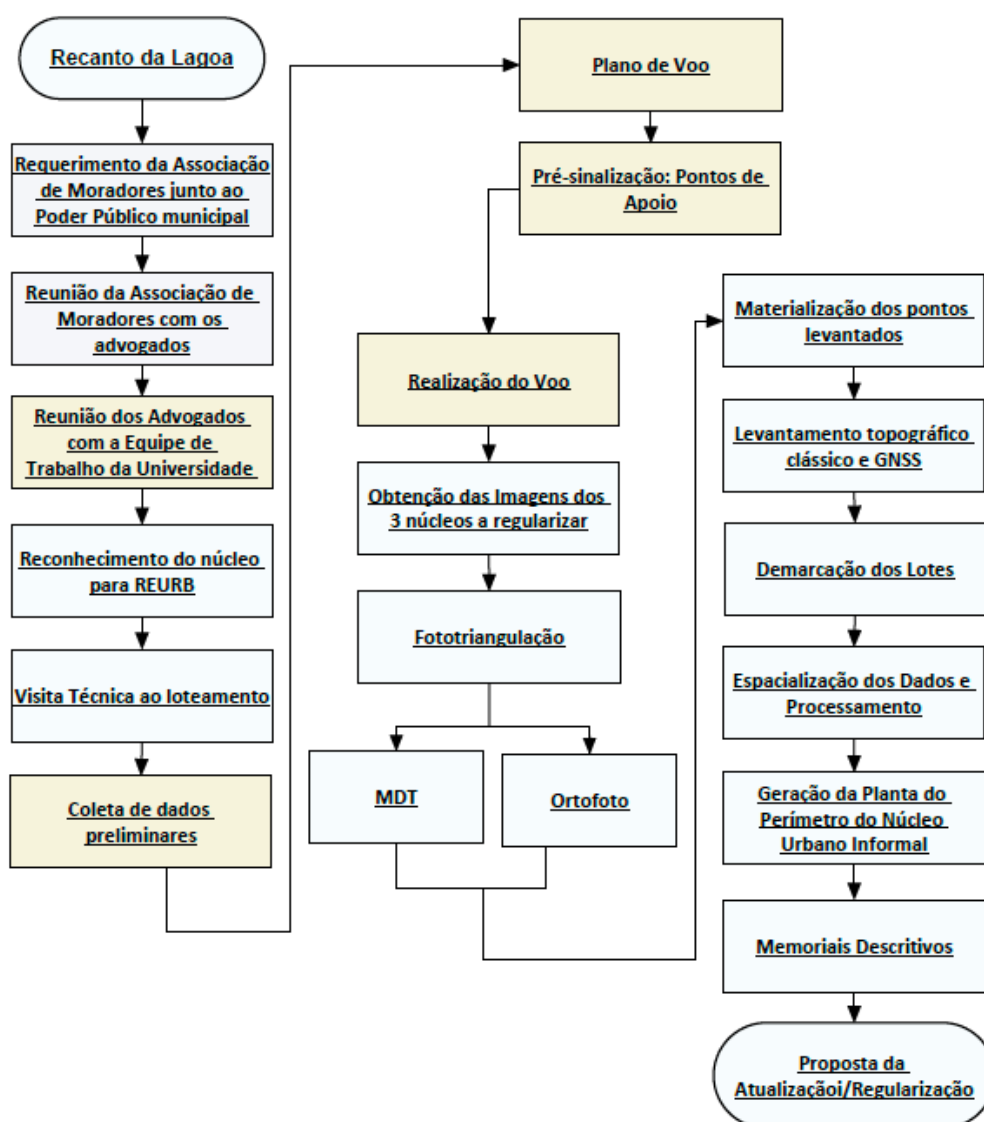 Recanto da Lagoa
Requerimento da Associação
de Moradores junto ao
Poder Público municipal
Reunião da Associação de
Moradores com os
advogados
Reunião dos Advogados
com a Equipe de
Trabalho da Universidade
Reconhecimento do núcleo
para REURB
Visita Técnica ao loteamento
Coleta de dados
preliminares
Plano de Voo
Pré-sinalização: Pontos de
Apoio
Realização do Voo
Obtenção das Imagens dos
3 núcleos a regularizar
Fototriangulação
MDT
Ortofoto
Materialização dos pontos
levantados
Levantamento topográfico
clássico e GNSS
Demarcação dos Lotes
Espacialização dos Dados e
Processamento
Geração da Planta do
Perímetro do Núcleo
Urbano Informal
Memoriais Descritivos
Proposta da
Atualizaçãoi/Regularização